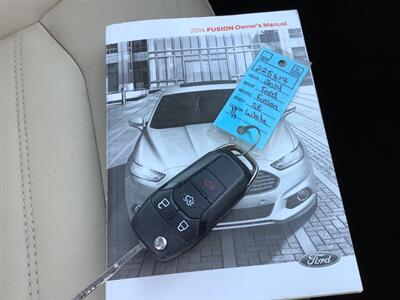 2014 FUSION Owner's Manual
225617
2014
Ford
Fusion
SE
White
Ford